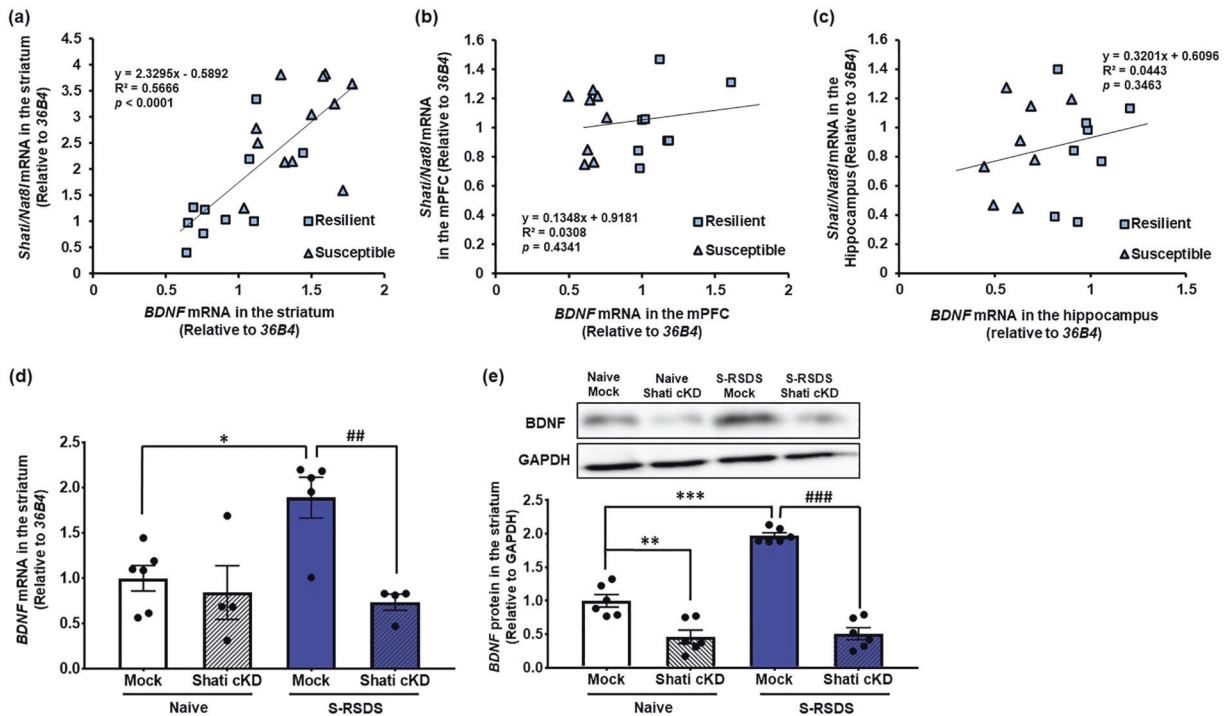 (a)
Shati/Nat8l mRNA in the striatum
(Relative to 36B4)
4.5
4
3.5
3
2.5
2
1.5
1
0.5
0
y = 2.3295x - 0.5892
R² = 0.5666
p < 0.0001
Resilient
Susceptible
0
0.5
1
1.5
2
BDNF mRNA in the striatum
(Relative to 36B4)
(b)
Shati/Nat8l mRNA
in the mPFC (Relative to 36B4)
1.6
1.4
1.2
1
0.8
0.6
0.4
0.2
0
y = 0.1348x + 0.9181
R² = 0.0308
p = 0.4341
Resilient
Susceptible
0
0.5
1
1.5
2
BDNF mRNA in the mPFC
(Relative to 36B4)
(c)
Shati/Nat8l mRNA in the
Hippocampus (Relative to 36B4)
1.6
1.4
1.2
1
0.8
0.6
0.4
0.2
0
y = 0.3201x + 0.6096
R² = 0.0443
p = 0.3463
Resilient
Susceptible
0
0.5
1
1.5
BDNF mRNA in the hippocampus
(relative to 36B4)
(d)
BDNF mRNA in the striatum
(Relative to 36B4)
2.5
2.0
1.5
1.0
0.5
0.0
*
##
Mock
Shati cKD
Mock
Shati cKD
Naive
S-RSDS
(e)
Naive
Mock
Naive
Shati cKD
S-RSDS
Mock
S-RSDS
Shati cKD
BDNF
GAPDH
BDNF protein in the striatum
(Relative to GAPDH)
2.5
2.0
1.5
1.0
0.5
0.0
***
**
###
Mock
Shati cKD
Mock
Shati cKD
Naive
S-RSDS